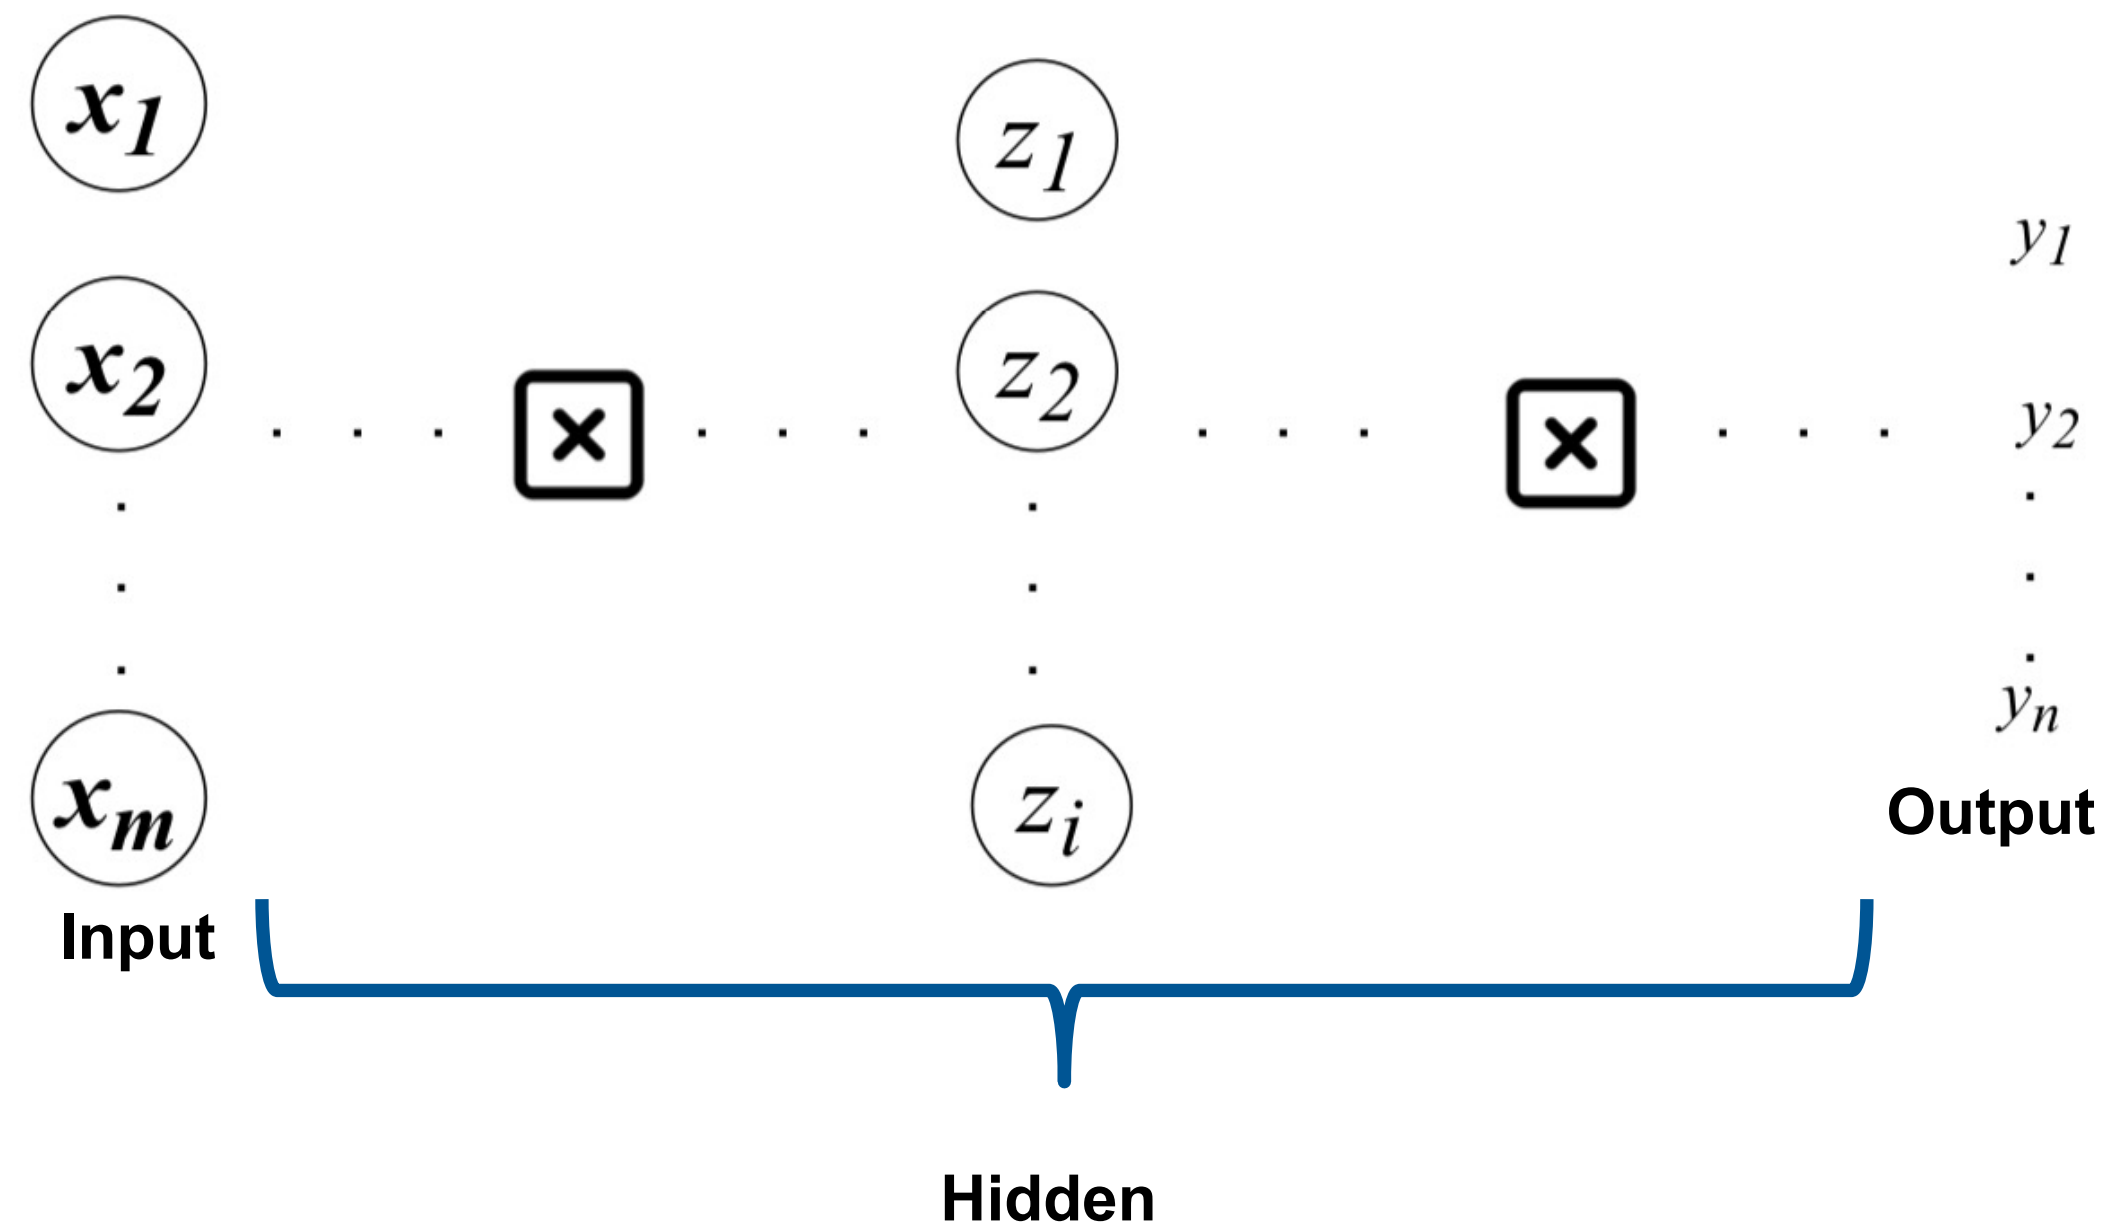 x1
z1
y1
x2
z2
y2
. . . × . . . . . . × . . .
.
.
.
xm
zi
yn
Input
Output
Hidden